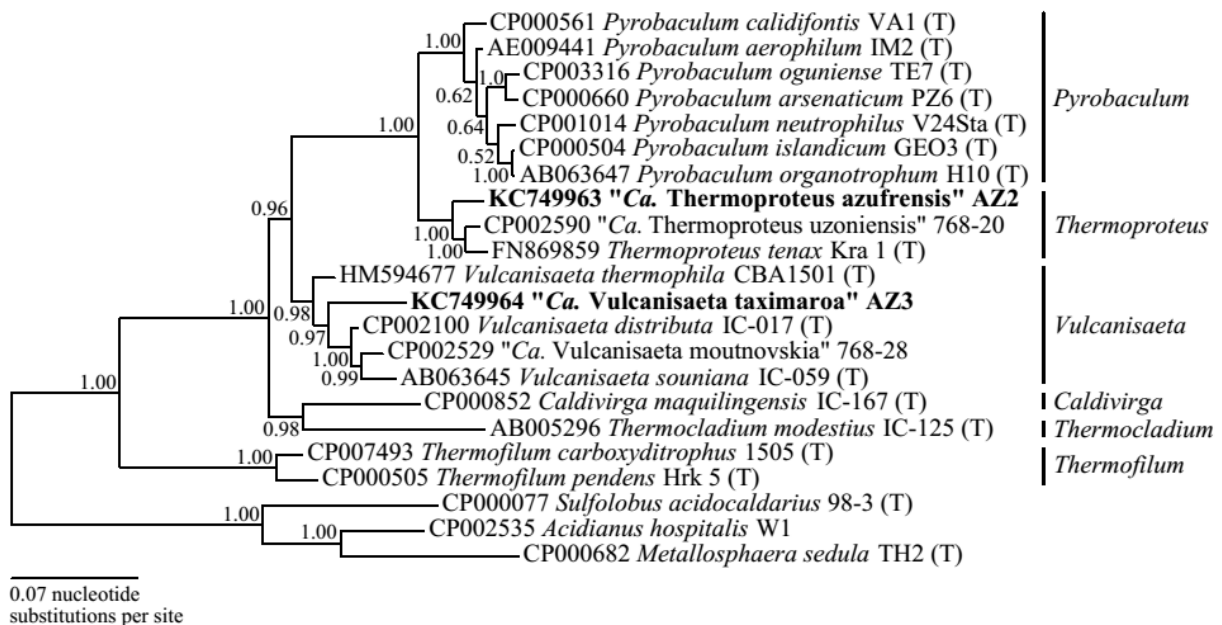 CP000561 Pyrobaculum calidifontis VA1 (T)
1.00
AE009441 Pyrobaculum aerophilum IM2 (T)
CP003316 Pyrobaculum oguniense TE7 (T)
1.0
0.62
CP000660 Pyrobaculum arsenaticum PZ6 (T)
Pyrobaculum
1.00
0.64
CP001014 Pyrobaculum neutrophilus V24Sta (T)
CP000504 Pyrobaculum islandicum GEO3 (T)
0.52
1.00
AB063647 Pyrobaculum organotrophum H10 (T)
KC749963 "Ca. Thermoproteus azufrensis" AZ2
0.96
CP002590 "Ca. Thermoproteus uzoniensis" 768-20
Thermoproteus
1.00
FN869859 Thermoproteus tenax Kra 1 (T)
HM594677 Vulcanisaeta thermophila CBA1501 (T)
KC749964 "Ca. Vulcanisaeta taximaroa" AZ3
1.00
0.98
CP002100 Vulcanisaeta distributa IC-017 (T)
Vulcanisaeta
0.97
CP002529 "Ca. Vulcanisaeta moutnovskia" 768-28
1.00
0.99
AB063645 Vulcanisaeta souniana IC-059 (T)
1.00
CP000852 Caldivirga maquilingensis IC-167 (T)
Caldivirga
0.98
AB005296 Thermocladium modestius IC-125 (T)
Thermocladium
CP007493 Thermofilum carboxyditrophus 1505 (T)
1.00
Thermofilum
CP000505 Thermofilum pendens Hrk 5 (T)
CP000077 Sulfolobus acidocaldarius 98-3 (T)
1.00
CP002535 Acidianus hospitalis W1
1.00
CP000682 Metallosphaera sedula TH2 (T)
0.07 nucleotide
substitutions per site